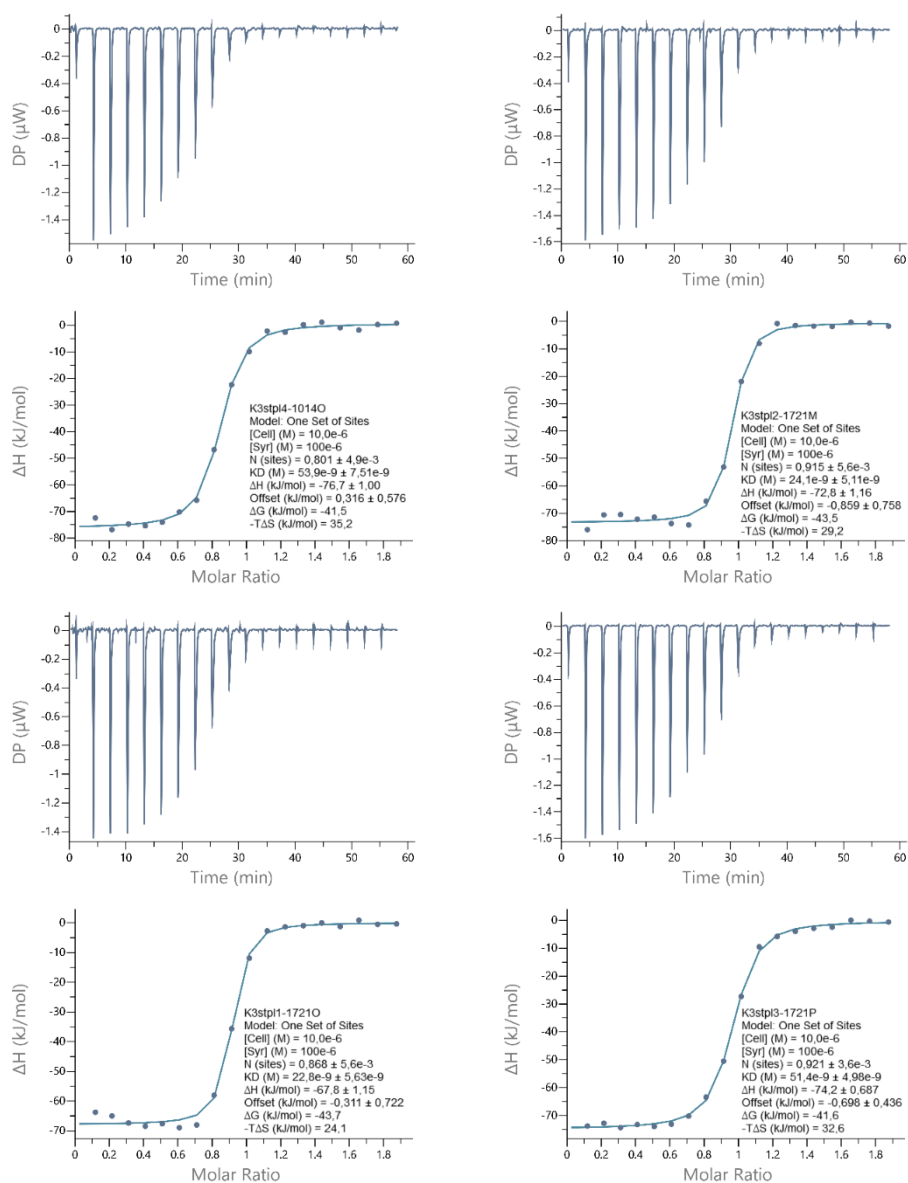 0
-0.2
-0.4
-0.6
-0.8
-1
-1.2
-1.4
DP (µW)
0 10 20 30 40 50 60
Time (min)
0
-0.2
-0.4
-0.6
-0.8
-1
-1.2
-1.4
-1.6
DP (µW)
0 10 20 30 40 50 60
Time (min)
0
-10
-20
-30
-40
-50
-60
-70
-80
ΔH (kJ/mol)
K3stpl4-1014O
Model: One Set of Sites
[Cell] (M) = 10,0e-6
[Syr] (M) = 100e-6
N (sites) = 0,801 ± 4,9e-3
KD (M) = 53,9e-9 ± 7,51e-9
ΔH (kJ/mol) = -76,7 ± 1,00
Offset (kJ/mol) = 0,316 ± 0,576
ΔG (kJ/mol) = -41,5
-TΔS (kJ/mol) = 35,2
0 0.2 0.4 0.6 0.8 1 1.2 1.4 1.6 1.8
Molar Ratio
0
-10
-20
-30
-40
-50
-60
-70
-80
ΔH (kJ/mol)
K3stpl2-1721M
Model: One Set of Sites
[Cell] (M) = 10,0e-6
[Syr] (M) = 100e-6
N (sites) = 0,915 ± 5,6e-3
KD (M) = 24,1e-9 ± 5,11e-9
ΔH (kJ/mol) = -72,8 ± 1,16
Offset (kJ/mol) = -0,859 ± 0,758
ΔG (kJ/mol) = -43,5
-TΔS (kJ/mol) = 29,2
0 0.2 0.4 0.6 0.8 1 1.2 1.4 1.6 1.8
Molar Ratio
0
-0.2
-0.4
-0.6
-0.8
-1
-1.2
-1.4
DP (µW)
0 10 20 30 40 50 60
Time (min)
0
-0.2
-0.4
-0.6
-0.8
-1
-1.2
-1.4
-1.6
DP (µW)
0 10 20 30 40 50 60
Time (min)
0
-10
-20
-30
-40
-50
-60
-70
ΔH (kJ/mol)
K3stpl1-1721O
Model: One Set of Sites
[Cell] (M) = 10,0e-6
[Syr] (M) = 100e-6
N (sites) = 0,868 ± 5,6e-3
KD (M) = 22,8e-9 ± 5,63e-9
ΔH (kJ/mol) = -67,8 ± 1,15
Offset (kJ/mol) = -0,311 ± 0,722
ΔG (kJ/mol) = -43,7
-TΔS (kJ/mol) = 24,1
0 0.2 0.4 0.6 0.8 1 1.2 1.4 1.6 1.8
Molar Ratio
0
-10
-20
-30
-40
-50
-60
-70
ΔH (kJ/mol)
K3stpl3-1721P
Model: One Set of Sites
[Cell] (M) = 10,0e-6
[Syr] (M) = 100e-6
N (sites) = 0,921 ± 3,6e-3
KD (M) = 51,4e-9 ± 4,98e-9
ΔH (kJ/mol) = -74,2 ± 0,687
Offset (kJ/mol) = -0,698 ± 0,436
ΔG (kJ/mol) = -41,6
-TΔS (kJ/mol) = 32,6
0 0.2 0.4 0.6 0.8 1 1.2 1.4 1.6 1.8
Molar Ratio